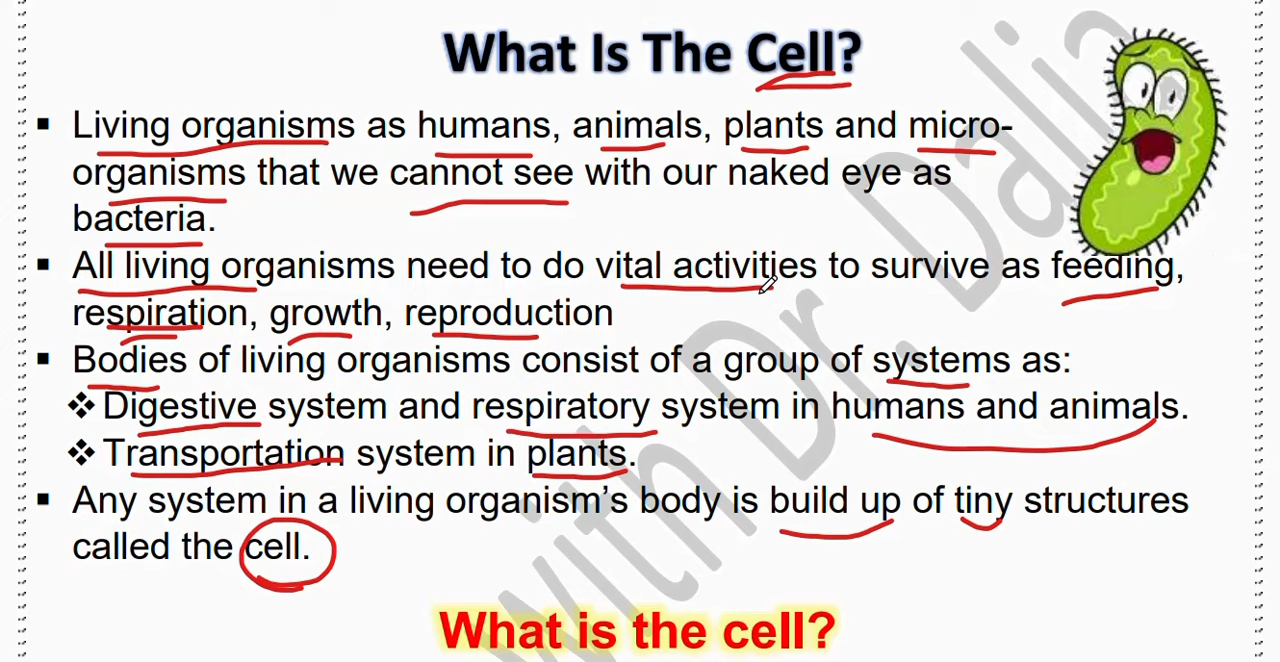 What Is The Cell?
▪ Living organisms as humans, animals, plants and micro-
organisms that we cannot see with our naked eye as
bacteria.
▪ All living organisms need to do vital activities to survive as feeding,
respiration, growth, reproduction
▪ Bodies of living organisms consist of a group of systems as:
❖ Digestive system and respiratory system in humans and animals.
❖ Transportation system in plants.
▪ Any system in a living organism’s body is build up of tiny structures
called the cell.
What is the cell?
with Dr. Dalia